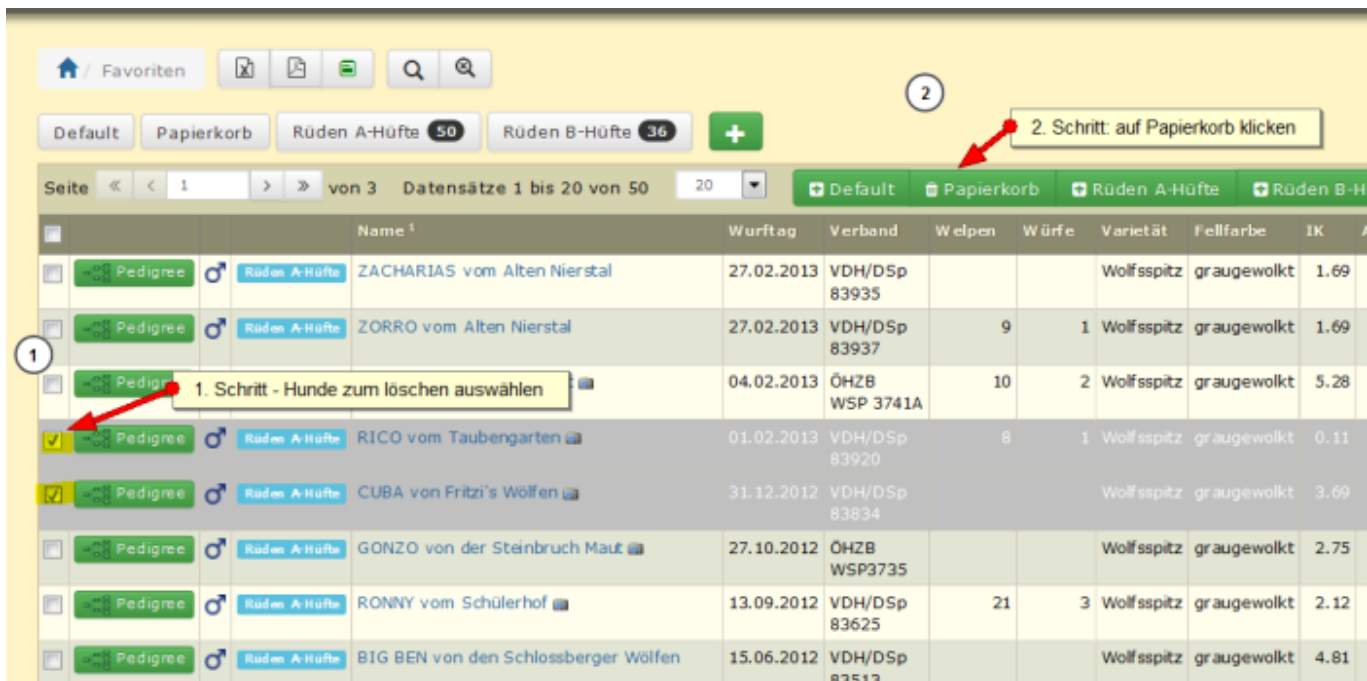 Favoriten
2
Default Papierkorb Rüden A-Hüfte 50 Rüden B-Hüfte 36
2. Schritt: auf Papierkorb klicken
Seite 1 von 3 Datensätze 1 bis 20 von 50 20 Default Papierkorb Rüden A-Hüfte Rüden B-H
Name 1 Wurftag Verband Welpen Würfe Varietät Fellfarbe IK
Pedigree Rüden A-Hüfte ZACHARIAS vom Alten Nierstal 27.02.2013 VDH/DSp Wolfsspitz graugewolkt 1.69
83935
Pedigree Rüden A-Hüfte ZORRO vom Alten Nierstal 27.02.2013 VDH/DSp 9 1 Wolfsspitz graugewolkt 1.69
83937
1
1. Schritt - Hunde zum löschen auswählen
04.02.2013 ÖHZB 10 2 Wolfsspitz graugewolkt 5.28
WSP 3741A
Pedigree Rüden A-Hüfte RICO vom Taubengarten 01.02.2013 VDH/DSp 8 1 Wolfsspitz graugewolkt 0.11
83920
Pedigree Rüden A-Hüfte CUBA von Fritzi's Wölfen 31.12.2012 VDH/DSp Wolfsspitz graugewolkt 3.69
83834
Pedigree Rüden A-Hüfte GONZO von der Steinbruch Maut 27.10.2012 ÖHZB Wolfsspitz graugewolkt 2.75
WSP3735
Pedigree Rüden A-Hüfte RONNY vom Schülerhof 13.09.2012 VDH/DSp 21 3 Wolfsspitz graugewolkt 2.12
83625
Pedigree Rüden A-Hüfte BIG BEN von den Schlossberger Wölfen 15.06.2012 VDH/DSp Wolfsspitz graugewolkt 4.81
83513